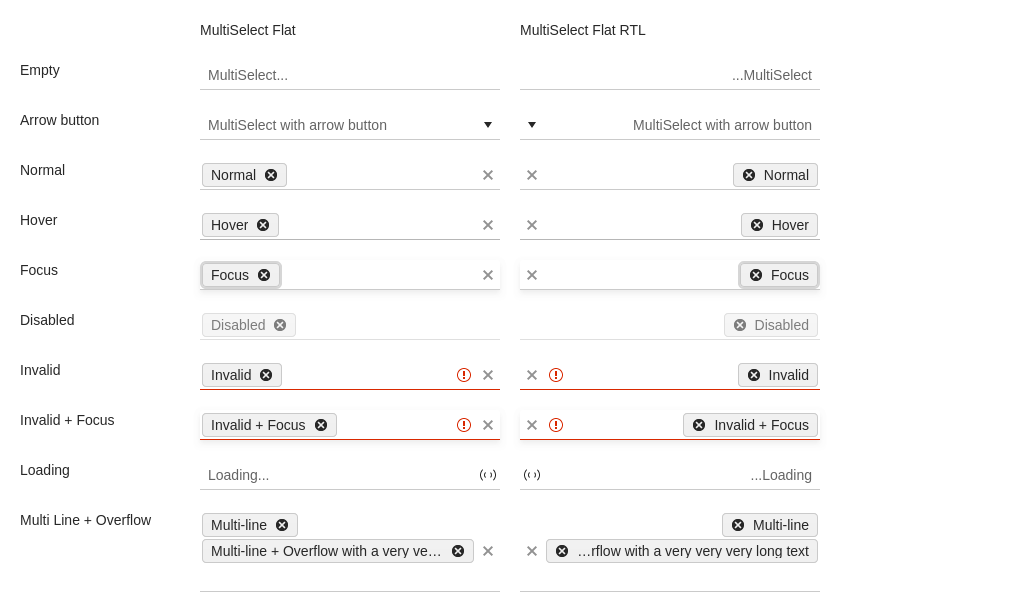 MultiSelect Flat MultiSelect Flat RTL
Empty MultiSelect... ...MultiSelect
Arrow button MultiSelect with arrow button MultiSelect with arrow button
Normal Normal Normal
Hover Hover Hover
Focus Focus Focus
Disabled Disabled Disabled
Invalid Invalid Invalid
Invalid + Focus Invalid + Focus Invalid + Focus
Loading Loading... ...Loading
Multi Line + Overflow Multi-line Multi-line
Multi-line + Overflow with a very ve… …rflow with a very very very long text